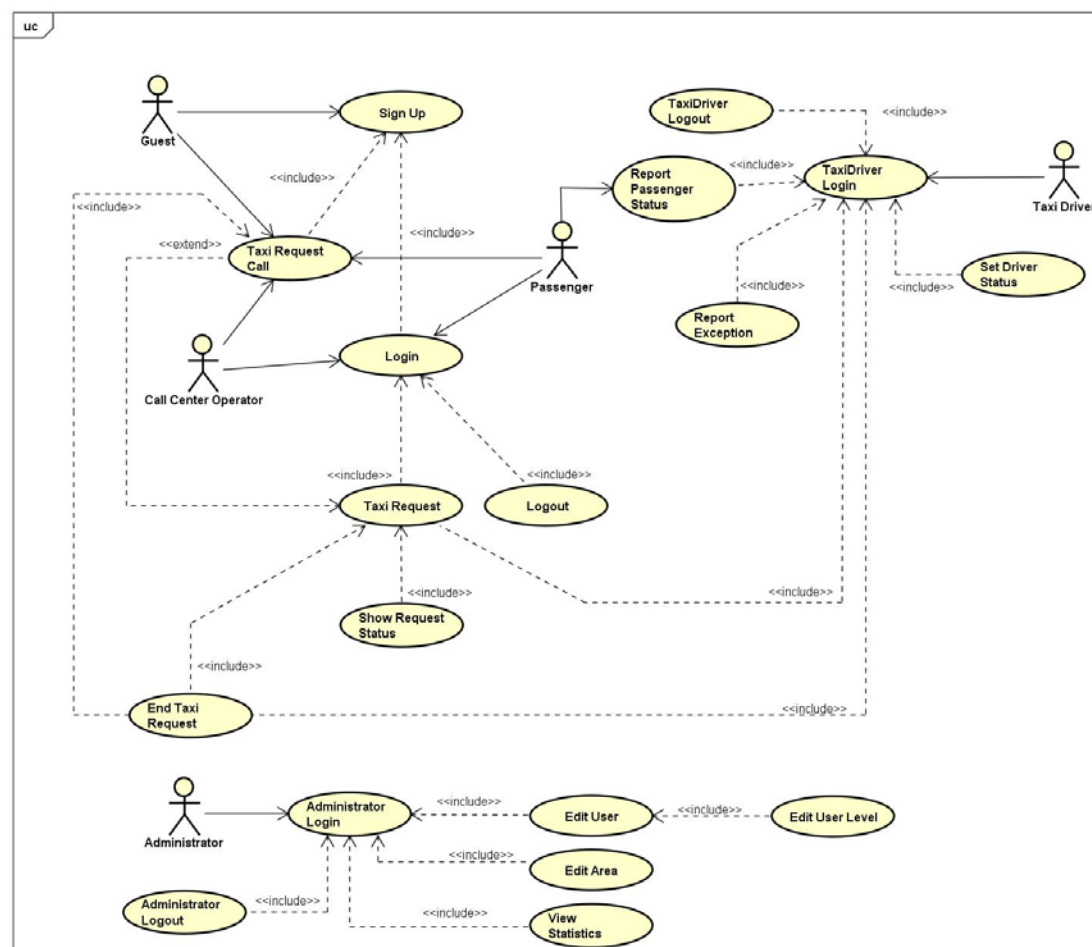 uc
Guest
Sign Up
<<include>>
<<include>>
<<extend>>
Taxi Request
Call
<<include>>
Call Center Operator
Login
Passenger
TaxiDriver
Logout
<<include>>
Report
Passenger
Status
<<include>>
TaxiDriver
Login
Taxi Driver
<<include>>
Report
Exception
<<include>>
Set Driver
Status
<<include>>
Taxi Request
<<include>>
Logout
<<include>>
<<include>>
Show Request
Status
<<include>>
End Taxi
Request
<<include>>
Administrator
Administrator
Login
<<include>>
Edit User
<<include>>
Edit User Level
<<include>>
Edit Area
Administrator
Logout
<<include>>
<<include>>
View
Statistics